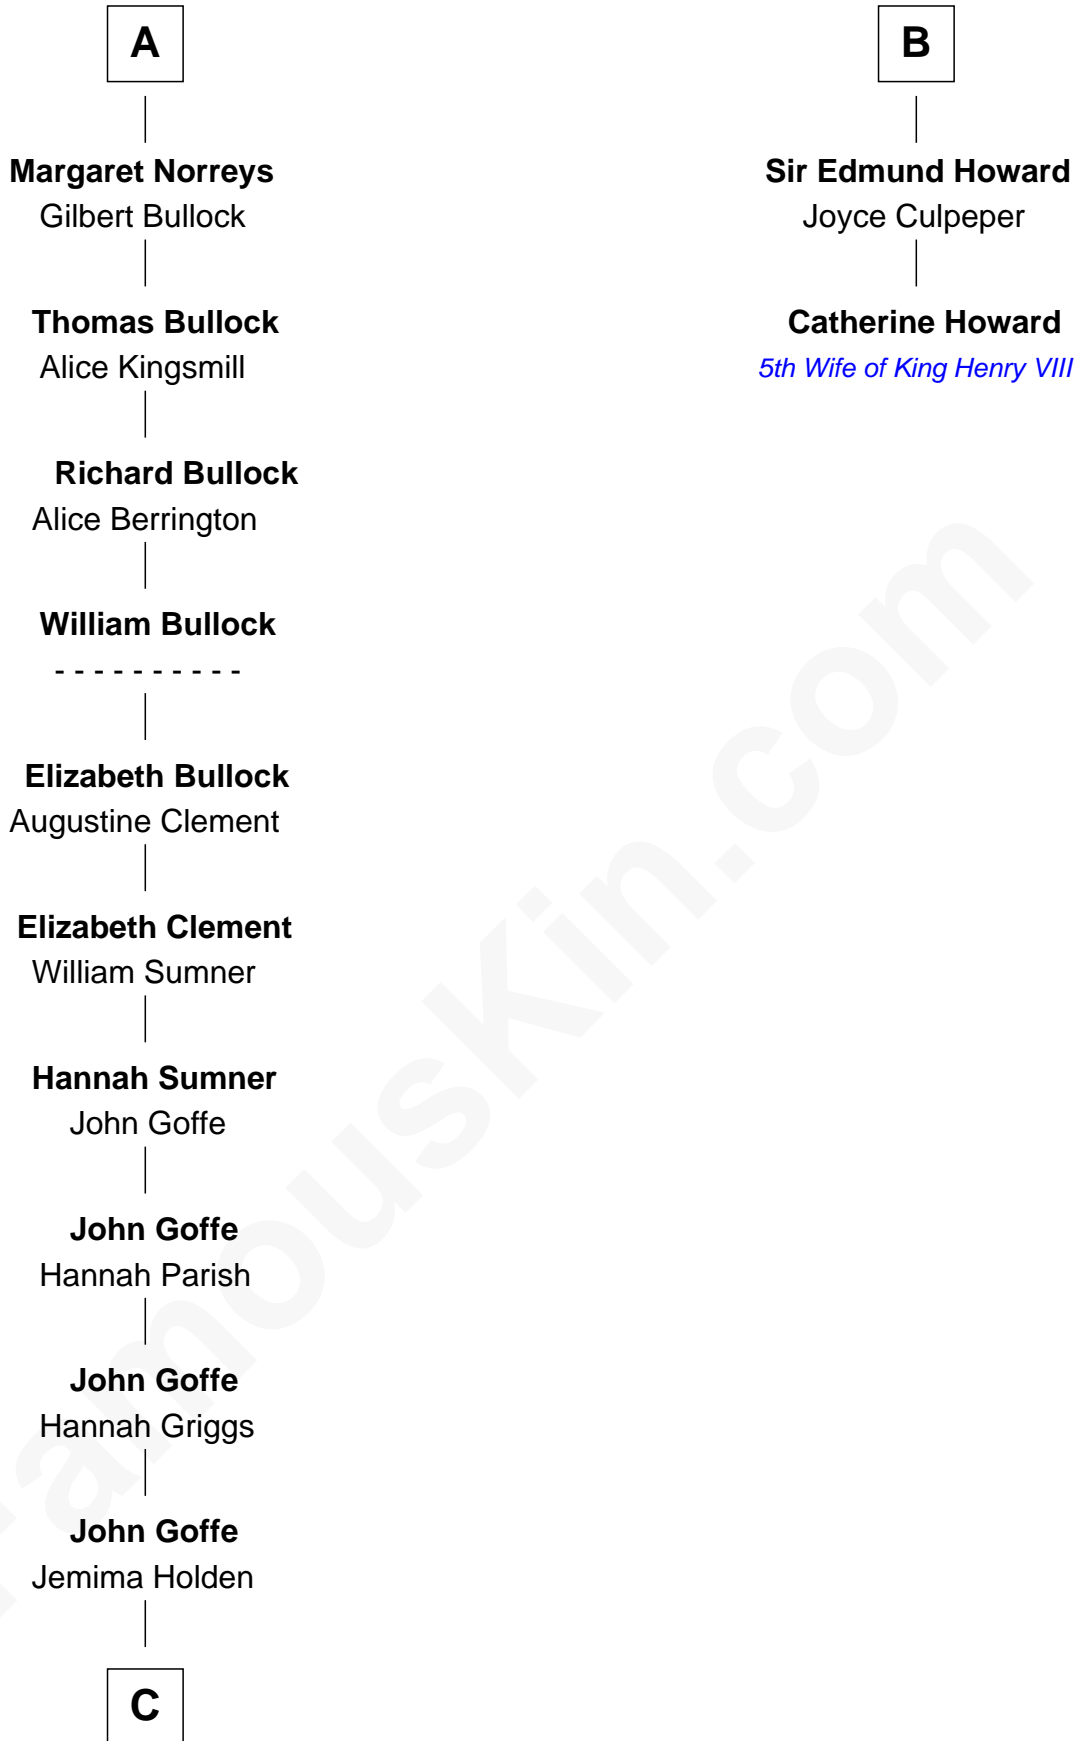 A
Margaret Norreys
Gilbert Bullock
Thomas Bullock
Alice Kingsmill
Richard Bullock
Alice Berrington
William Bullock
- - - - - - - - - -
Elizabeth Bullock
Augustine Clement
Elizabeth Clement
William Sumner
Hannah Sumner
John Goffe
John Goffe
Hannah Parish
John Goffe
Hannah Griggs
John Goffe
Jemima Holden
C
B
Sir Edmund Howard
Joyce Culpeper
Catherine Howard
5th Wife of King Henry VIII
FamousKin.com